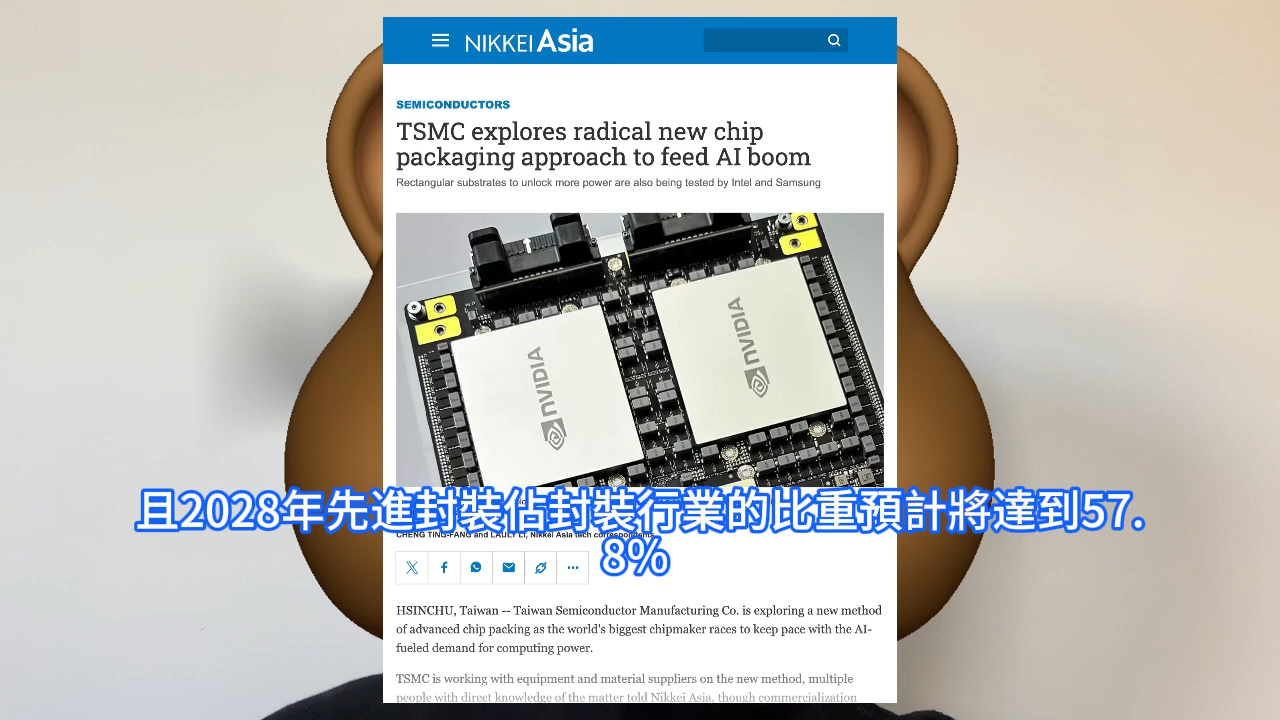 NIKKEI Asia
SEMICONDUCTORS
TSMC explores radical new chip
packaging approach to feed AI boom
Rectangular substrates to unlock more power are also being tested by Intel and Samsung
NVIDIA
NVIDIA
且2028年先進封裝佔封裝行業的比重預計將達到57.
8%
CHENG TING-FANG and LAULY LI, Nikkei Asia tech correspondents
HSINCHU, Taiwan -- Taiwan Semiconductor Manufacturing Co. is exploring a new method
of advanced chip packing as the world's biggest chipmaker races to keep pace with the AI-
fueled demand for computing power.
TSMC is working with equipment and material suppliers on the new method, multiple
people with direct knowledge of the matter told Nikkei Asia, though commercialization